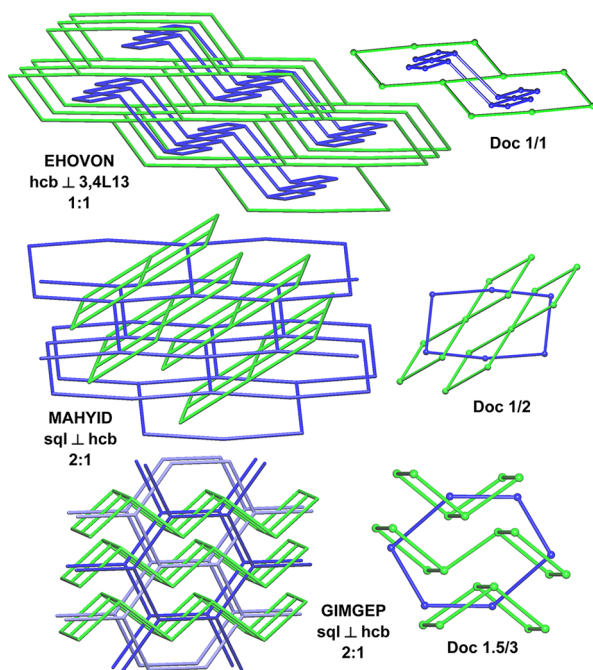 EHOVON
hcb ⊥ 3,4L13
1:1
Doc 1/1
MAHYID
sql ⊥ hcb
2:1
Doc 1/2
GIMGEP
sql ⊥ hcb
2:1
Doc 1.5/3